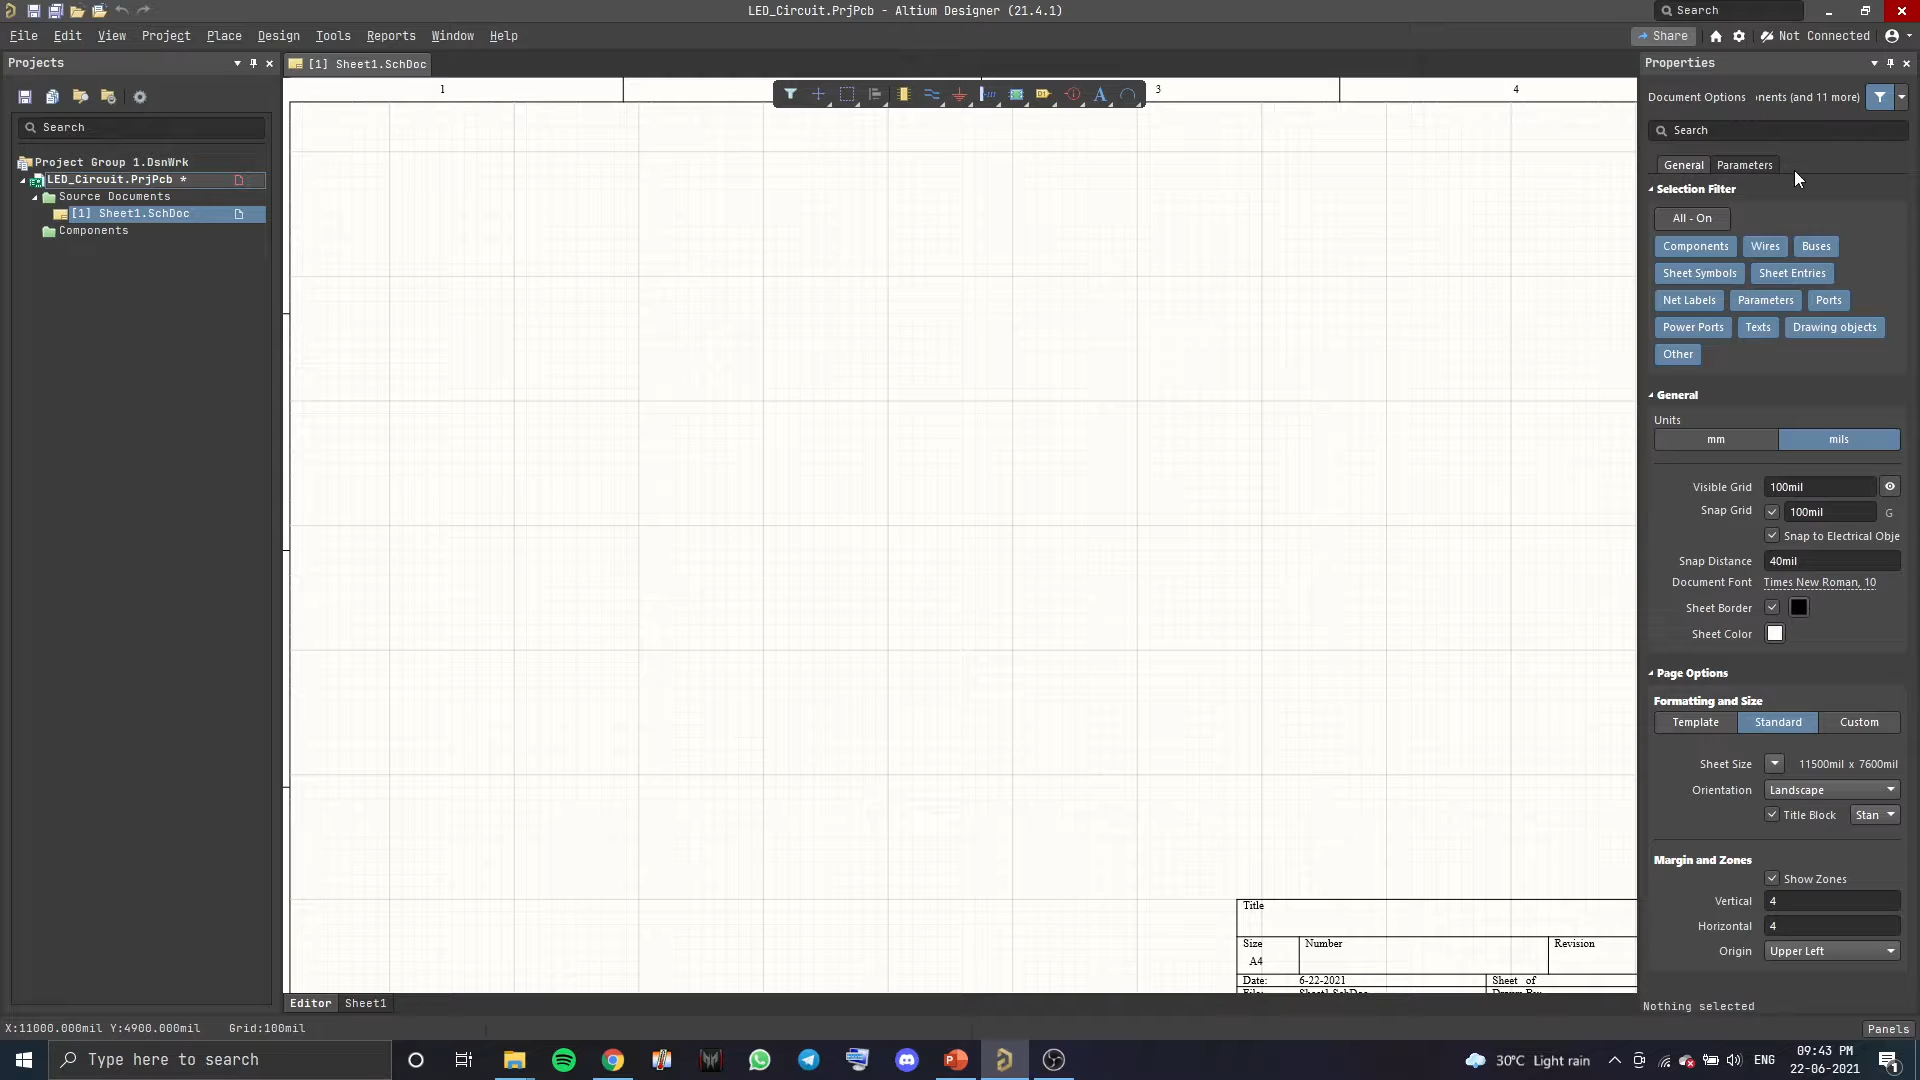 LED_Circuit.PrjPcb - Altium Designer (21.4.1)
Search
File Edit View Project Place Design Tools Reports Window Help
Share
Not Connected
Projects
[1] Sheet1.SchDoc
Properties
1
3
4
Document Options nents (and 11 more)
Search
Search
Project Group 1.DsnWrk
LED_Circuit.PrjPcb *
Source Documents
[1] Sheet1.SchDoc
Components
General Parameters
Selection Filter
All - On
Components Wires Buses
Sheet Symbols Sheet Entries
Net Labels Parameters Ports
Power Ports Texts Drawing objects
Other
General
Units
mm mils
Visible Grid 100mil
Snap Grid 100mil G
Snap to Electrical Obje
Snap Distance 40mil
Document Font Times New Roman, 10
Sheet Border
Sheet Color
Page Options
Formatting and Size
Template Standard Custom
Sheet Size 11500mil x 7600mil
Orientation Landscape
Title Block Stan
Margin and Zones
Show Zones
Vertical 4
Horizontal 4
Origin Upper Left
Title
Size Number Revision
A4
Date: 6-22-2021 Sheet of
Editor Sheet1
Nothing selected
X:11000.000mil Y:4900.000mil Grid:100mil
Panels
Type here to search
30°C Light rain
ENG
09:43 PM
22-06-2021
1